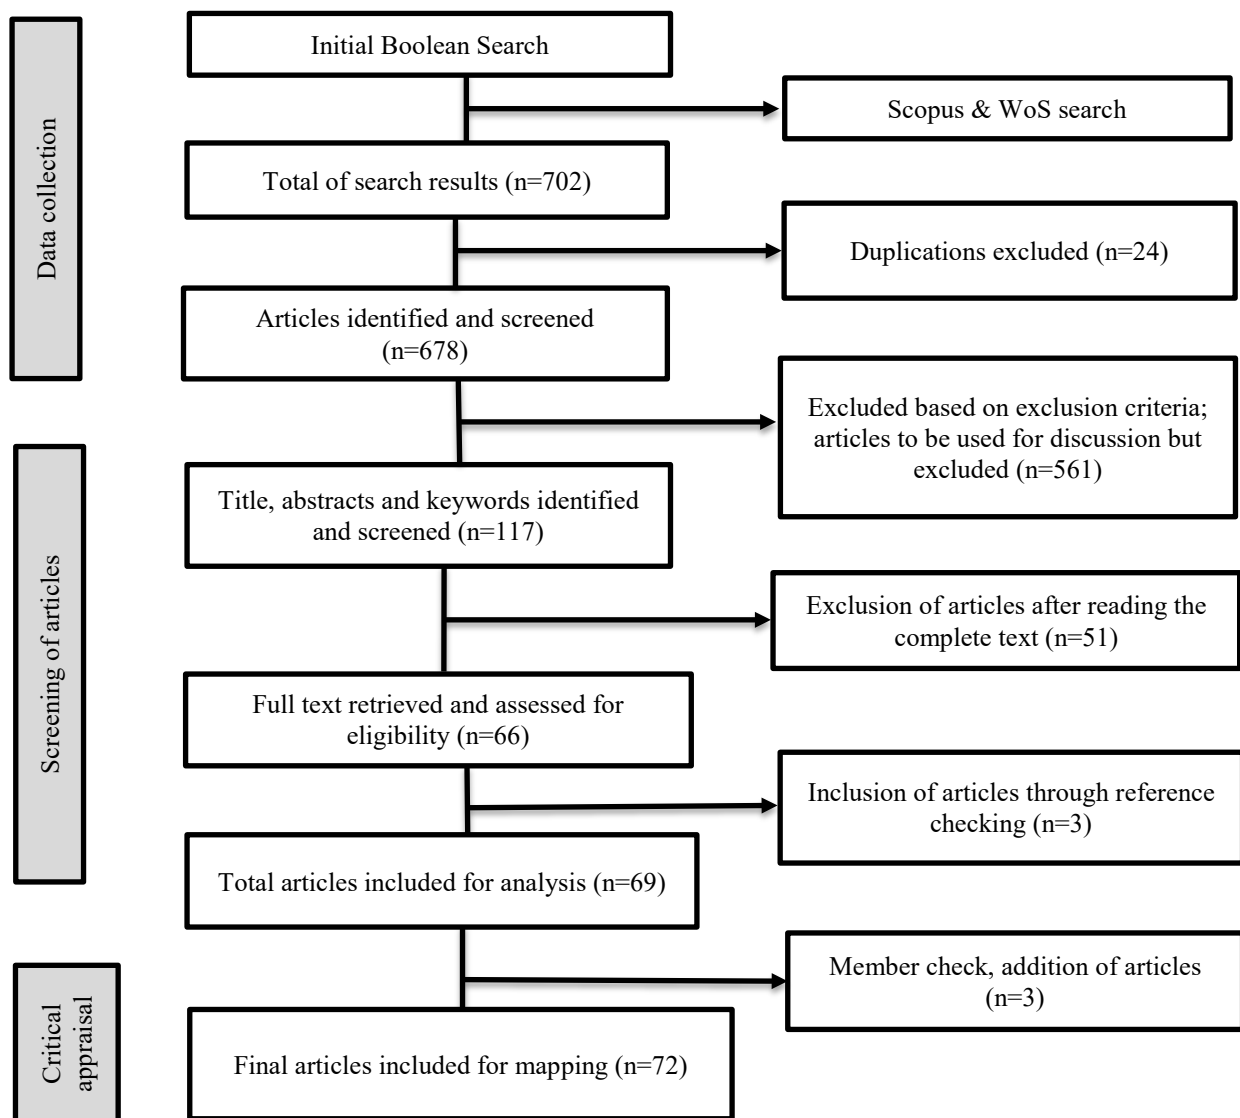 Data collection
Initial Boolean Search
Scopus & WoS search
Total of search results (n=702)
Duplications excluded (n=24)
Articles identified and screened
(n=678)
Excluded based on exclusion criteria;
articles to be used for discussion but
excluded (n=561)
Screening of articles
Title, abstracts and keywords identified
and screened (n=117)
Exclusion of articles after reading the
complete text (n=51)
Full text retrieved and assessed for
eligibility (n=66)
Inclusion of articles through reference
checking (n=3)
Total articles included for analysis (n=69)
Critical
appraisal
Member check, addition of articles
(n=3)
Final articles included for mapping (n=72)